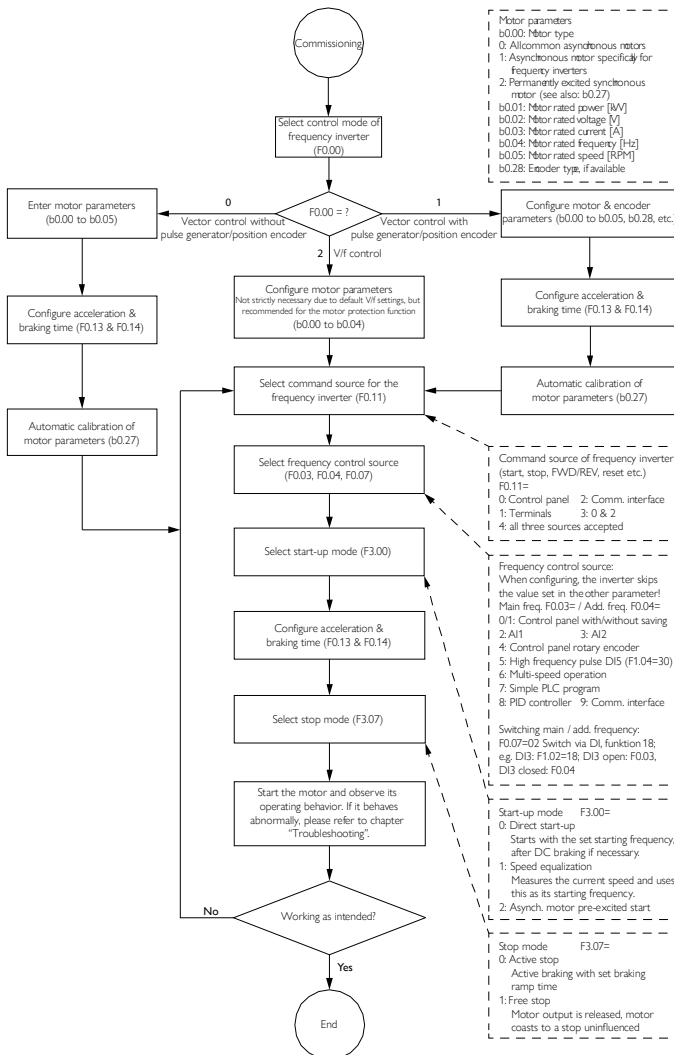 Commissioning
Select control mode of
frequency inverter
(F0.00)
F0.00 = ?
0
Vector control without
pulse generator/position encoder
1
Vector control with
pulse generator/position encoder
2 V/f control
Enter motor parameters
(b0.00 to b0.05)
Configure acceleration &
braking time (F0.13 & F0.14)
Automatic calibration of
motor parameters (b0.27)
Configure motor parameters
Not strictly necessary due to default V/f settings, but
recommended for the motor protection function
(b0.00 to b0.04)
Configure motor & encoder
parameters (b0.00 to b0.05, b0.28, etc.)
Configure acceleration &
braking time (F0.13 & F0.14)
Automatic calibration of
motor parameters (b0.27)
Select command source for the
frequency inverter (F0.11)
Select frequency control source
(F0.03, F0.04, F0.07)
Select start-up mode (F3.00)
Configure acceleration &
braking time (F0.13 & F0.14)
Select stop mode (F3.07)
Start the motor and observe its
operating behavior. If it behaves
abnormally, please refer to chapter
“Troubleshooting”.
Working as intended?
No
Yes
End
Motor parameters
b0.00: Motor type
0: All common asynchronous motors
1: Asynchronous motor specifically for
frequency inverters
2: Permanently excited synchronous
motor (see also: b0.27)
b0.01: Motor rated power [kW]
b0.02: Motor rated voltage [V]
b0.03: Motor rated current [A]
b0.04: Motor rated frequency [Hz]
b0.05: Motor rated speed [RPM]
b0.28: Encoder type, if available
Command source of frequency inverter
(start, stop, FWD/REV, reset etc.)
F0.11=
0: Control panel 2: Comm. interface
1: Terminals 3: 0 & 2
4: all three sources accepted
Frequency control source:
When configuring, the inverter skips
the value set in the other parameter!
Main freq. F0.03= / Add. freq. F0.04=
0/1: Control panel with/without saving
2: AI1 3: AI2
4: Control panel rotary encoder
5: High frequency pulse DI5 (F1.04=30)
6: Multi-speed operation
7: Simple PLC program
8: PID controller 9: Comm. interface
Switching main / add. frequency:
F0.07=02 Switch via DI, funktion 18;
e.g. DI3: F1.02=18; DI3 open: F0.03,
DI3 closed: F0.04
Start-up mode F3.00=
0: Direct start-up
Starts with the set starting frequency,
after DC braking if necessary.
1: Speed equalization
Measures the current speed and uses
this as its starting frequency.
2: Asynch. motor pre-excited start
Stop mode F3.07=
0: Active stop
Active braking with set braking
ramp time
1: Free stop
Motor output is released, motor
coasts to a stop uninfluenced